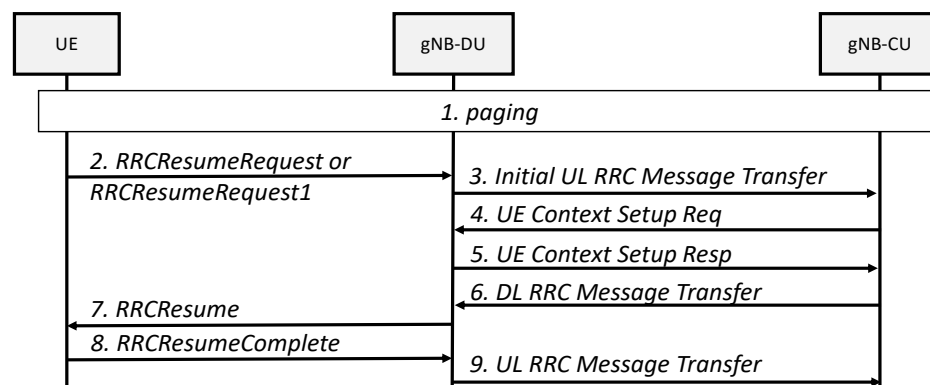 UE
gNB-DU
gNB-CU
1. paging
2. RRCResumeRequest or
RRCResumeRequest1
3. Initial UL RRC Message Transfer
4. UE Context Setup Req
5. UE Context Setup Resp
6. DL RRC Message Transfer
7. RRCResume
8. RRCResumeComplete
9. UL RRC Message Transfer